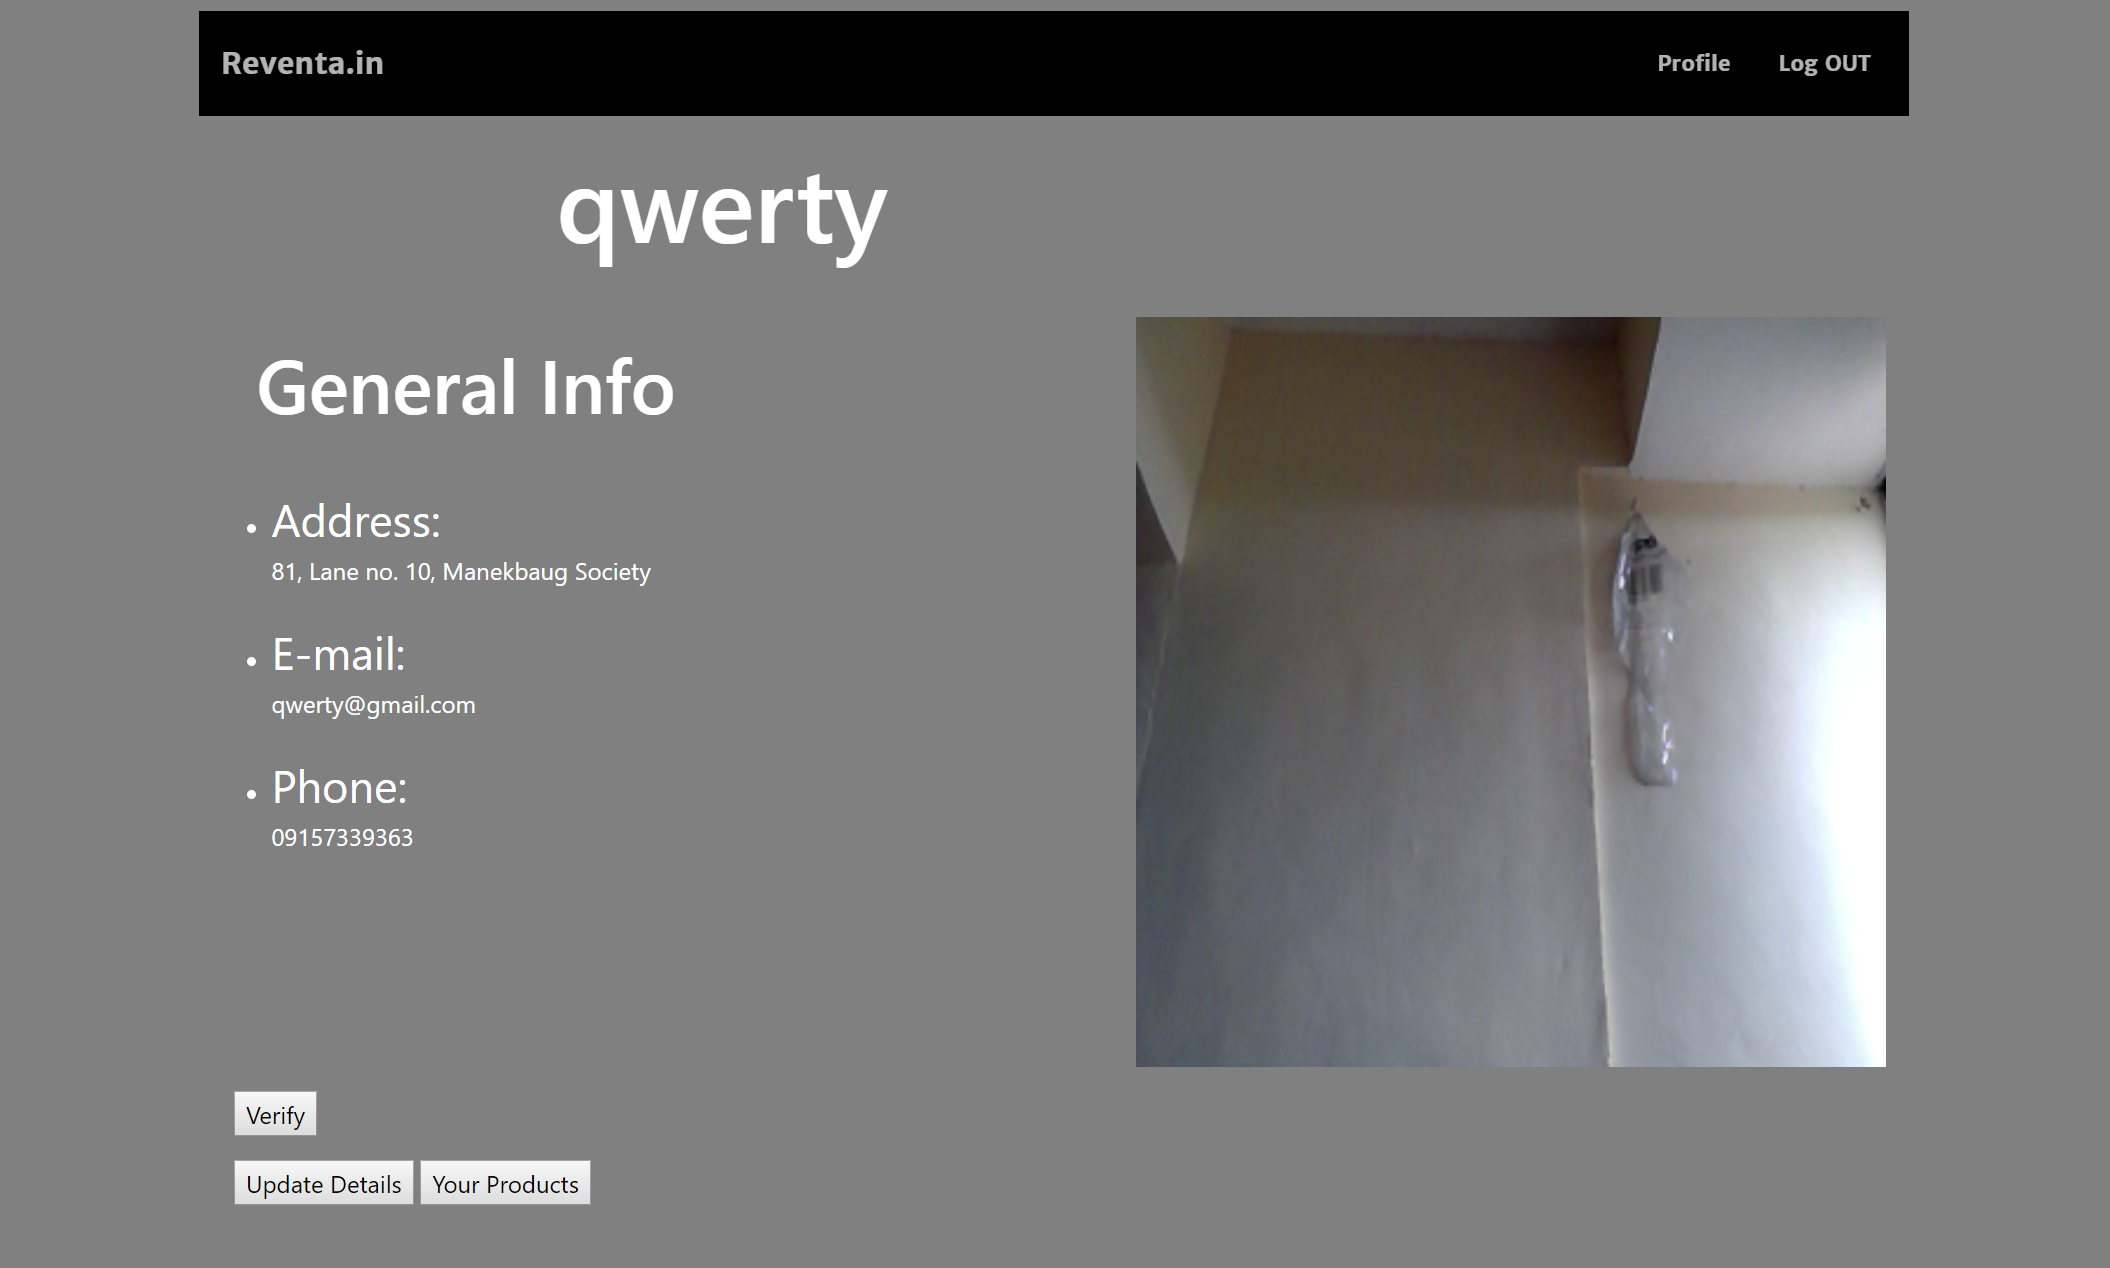 Reventa.in
Profile
Log OUT
qwerty
General Info
Address:
81, Lane no. 10, Manekbaug Society
E-mail:
qwerty@gmail.com
Phone:
09157339363
Verify
Update Details
Your Products